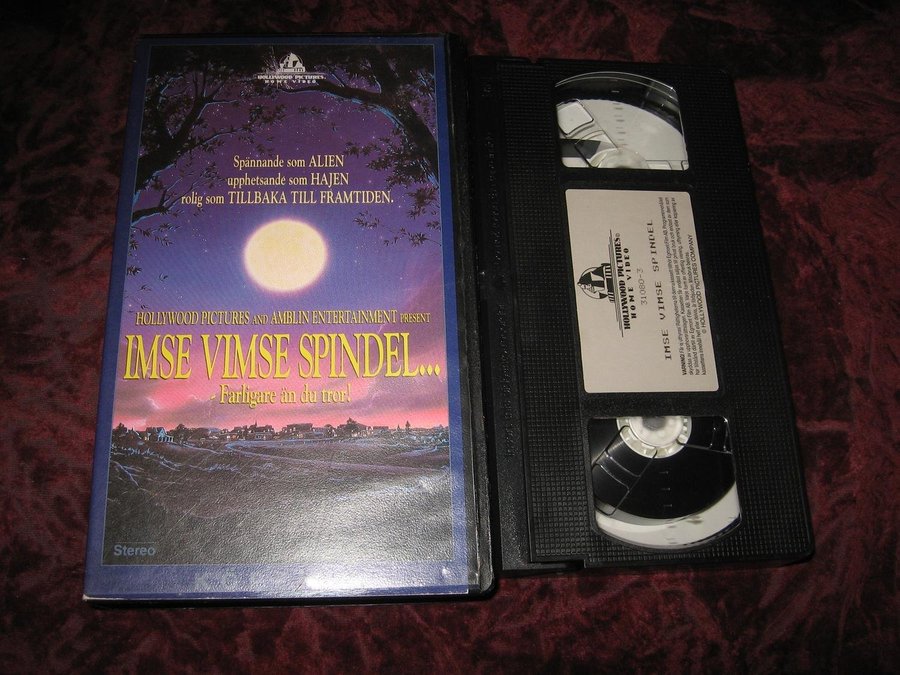 HOLLYWOOD PICTURES
HOME VIDEO
Spännande som ALIEN
upphetsande som HAJEN
rolig som TILLBAKA TILL FRAMTIDEN.
HOLLYWOOD PICTURES AND AMBLIN ENTERTAINMENT PRESENT
IMSE VIMSE SPINDEL...
- Farligare än du tror!
Stereo
HOLLYWOOD PICTURES®
HOME VIDEO
31080-3
IMSE VIMSE SPINDEL
© HOLLYWOOD PICTURES COMPANY